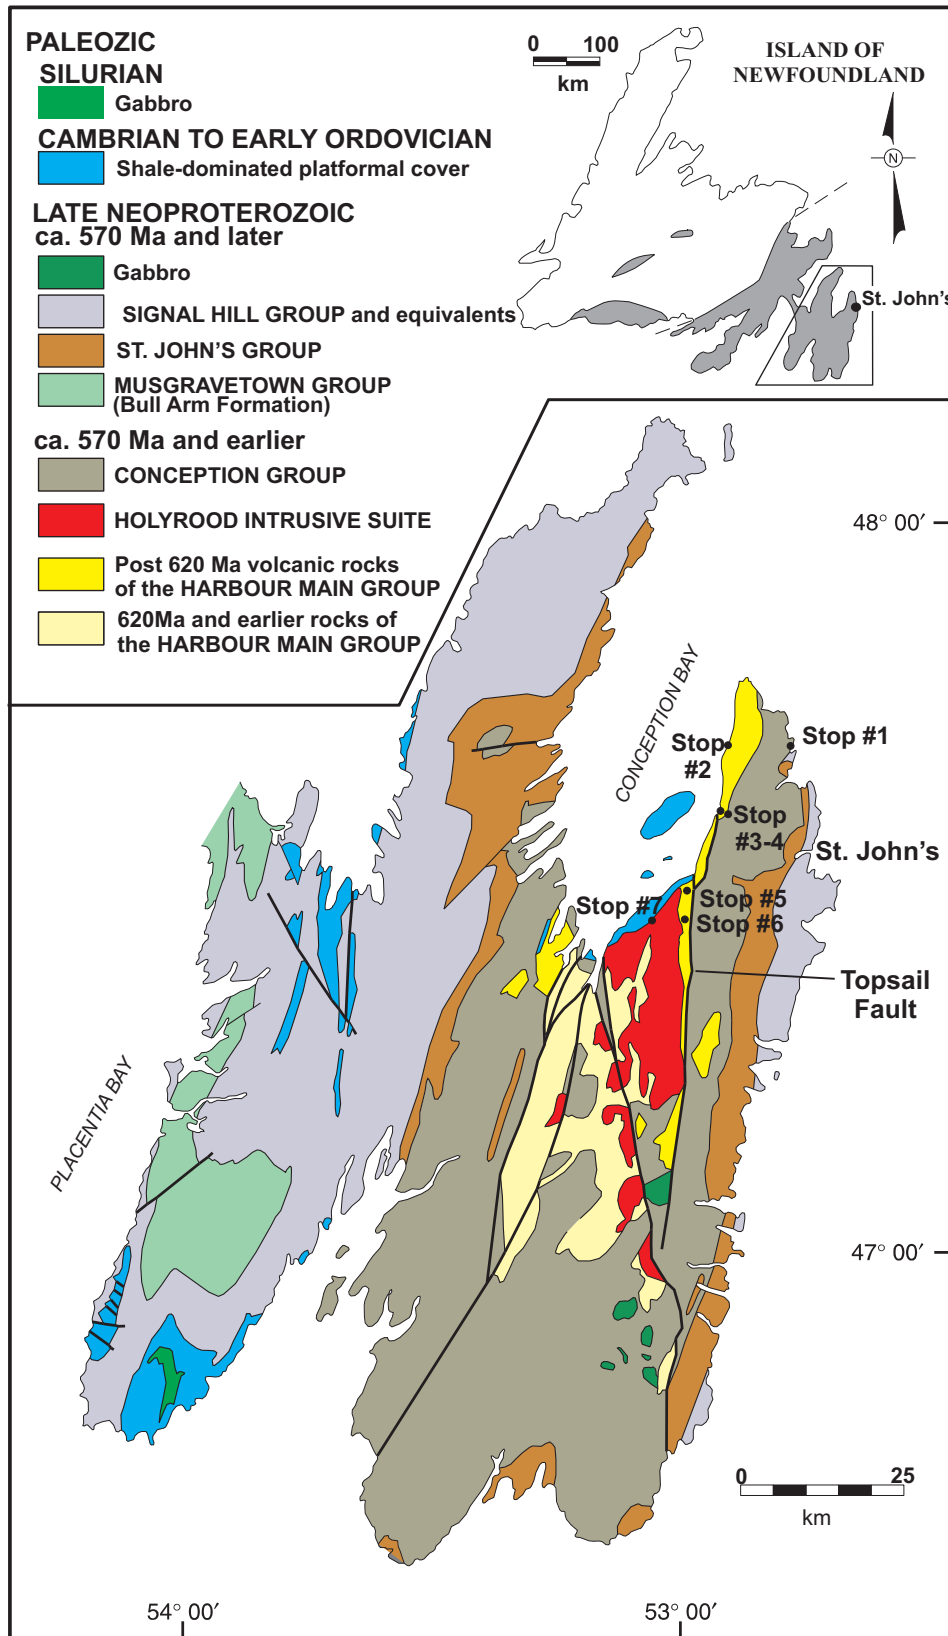 PALEOZIC
SILURIAN
Gabbro
CAMBRIAN TO EARLY ORDOVICIAN
Shale-dominated platformal cover
LATE NEOPROTEROZOIC
ca. 570 Ma and later
Gabbro
SIGNAL HILL GROUP and equivalents
ST. JOHN'S GROUP
MUSGRAVETOWN GROUP
(Bull Arm Formation)
ca. 570 Ma and earlier
CONCEPTION GROUP
HOLYROOD INTRUSIVE SUITE
Post 620 Ma volcanic rocks
of the HARBOUR MAIN GROUP
620Ma and earlier rocks of
the HARBOUR MAIN GROUP
0 100
km
ISLAND OF
NEWFOUNDLAND
N
St. John's
48° 00′
CONCEPTION BAY
Stop
#2
Stop #1
Stop
#3-4
St. John's
Stop #5
Stop #7
Stop #6
Topsail
Fault
PLACENTIA BAY
47° 00′
0 25
km
54° 00′
53° 00′